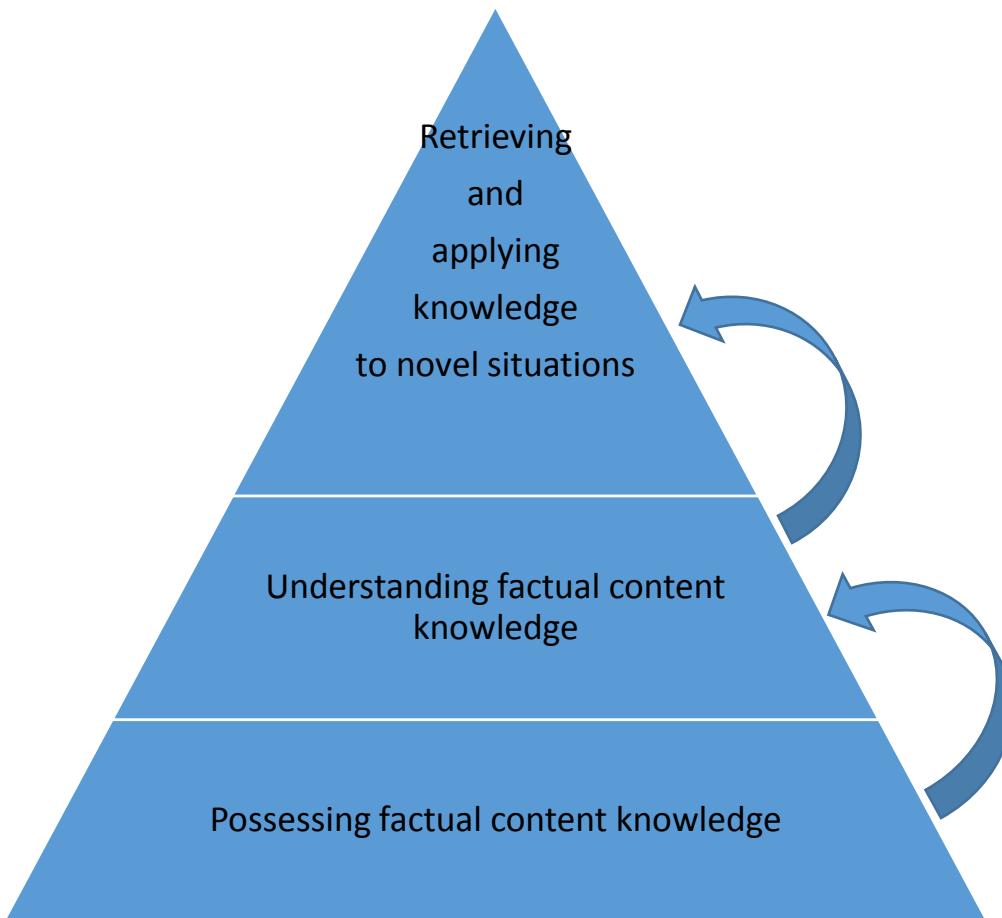 Retrieving
and
applying
knowledge
to novel situations
Understanding factual content
knowledge
Possessing factual content knowledge